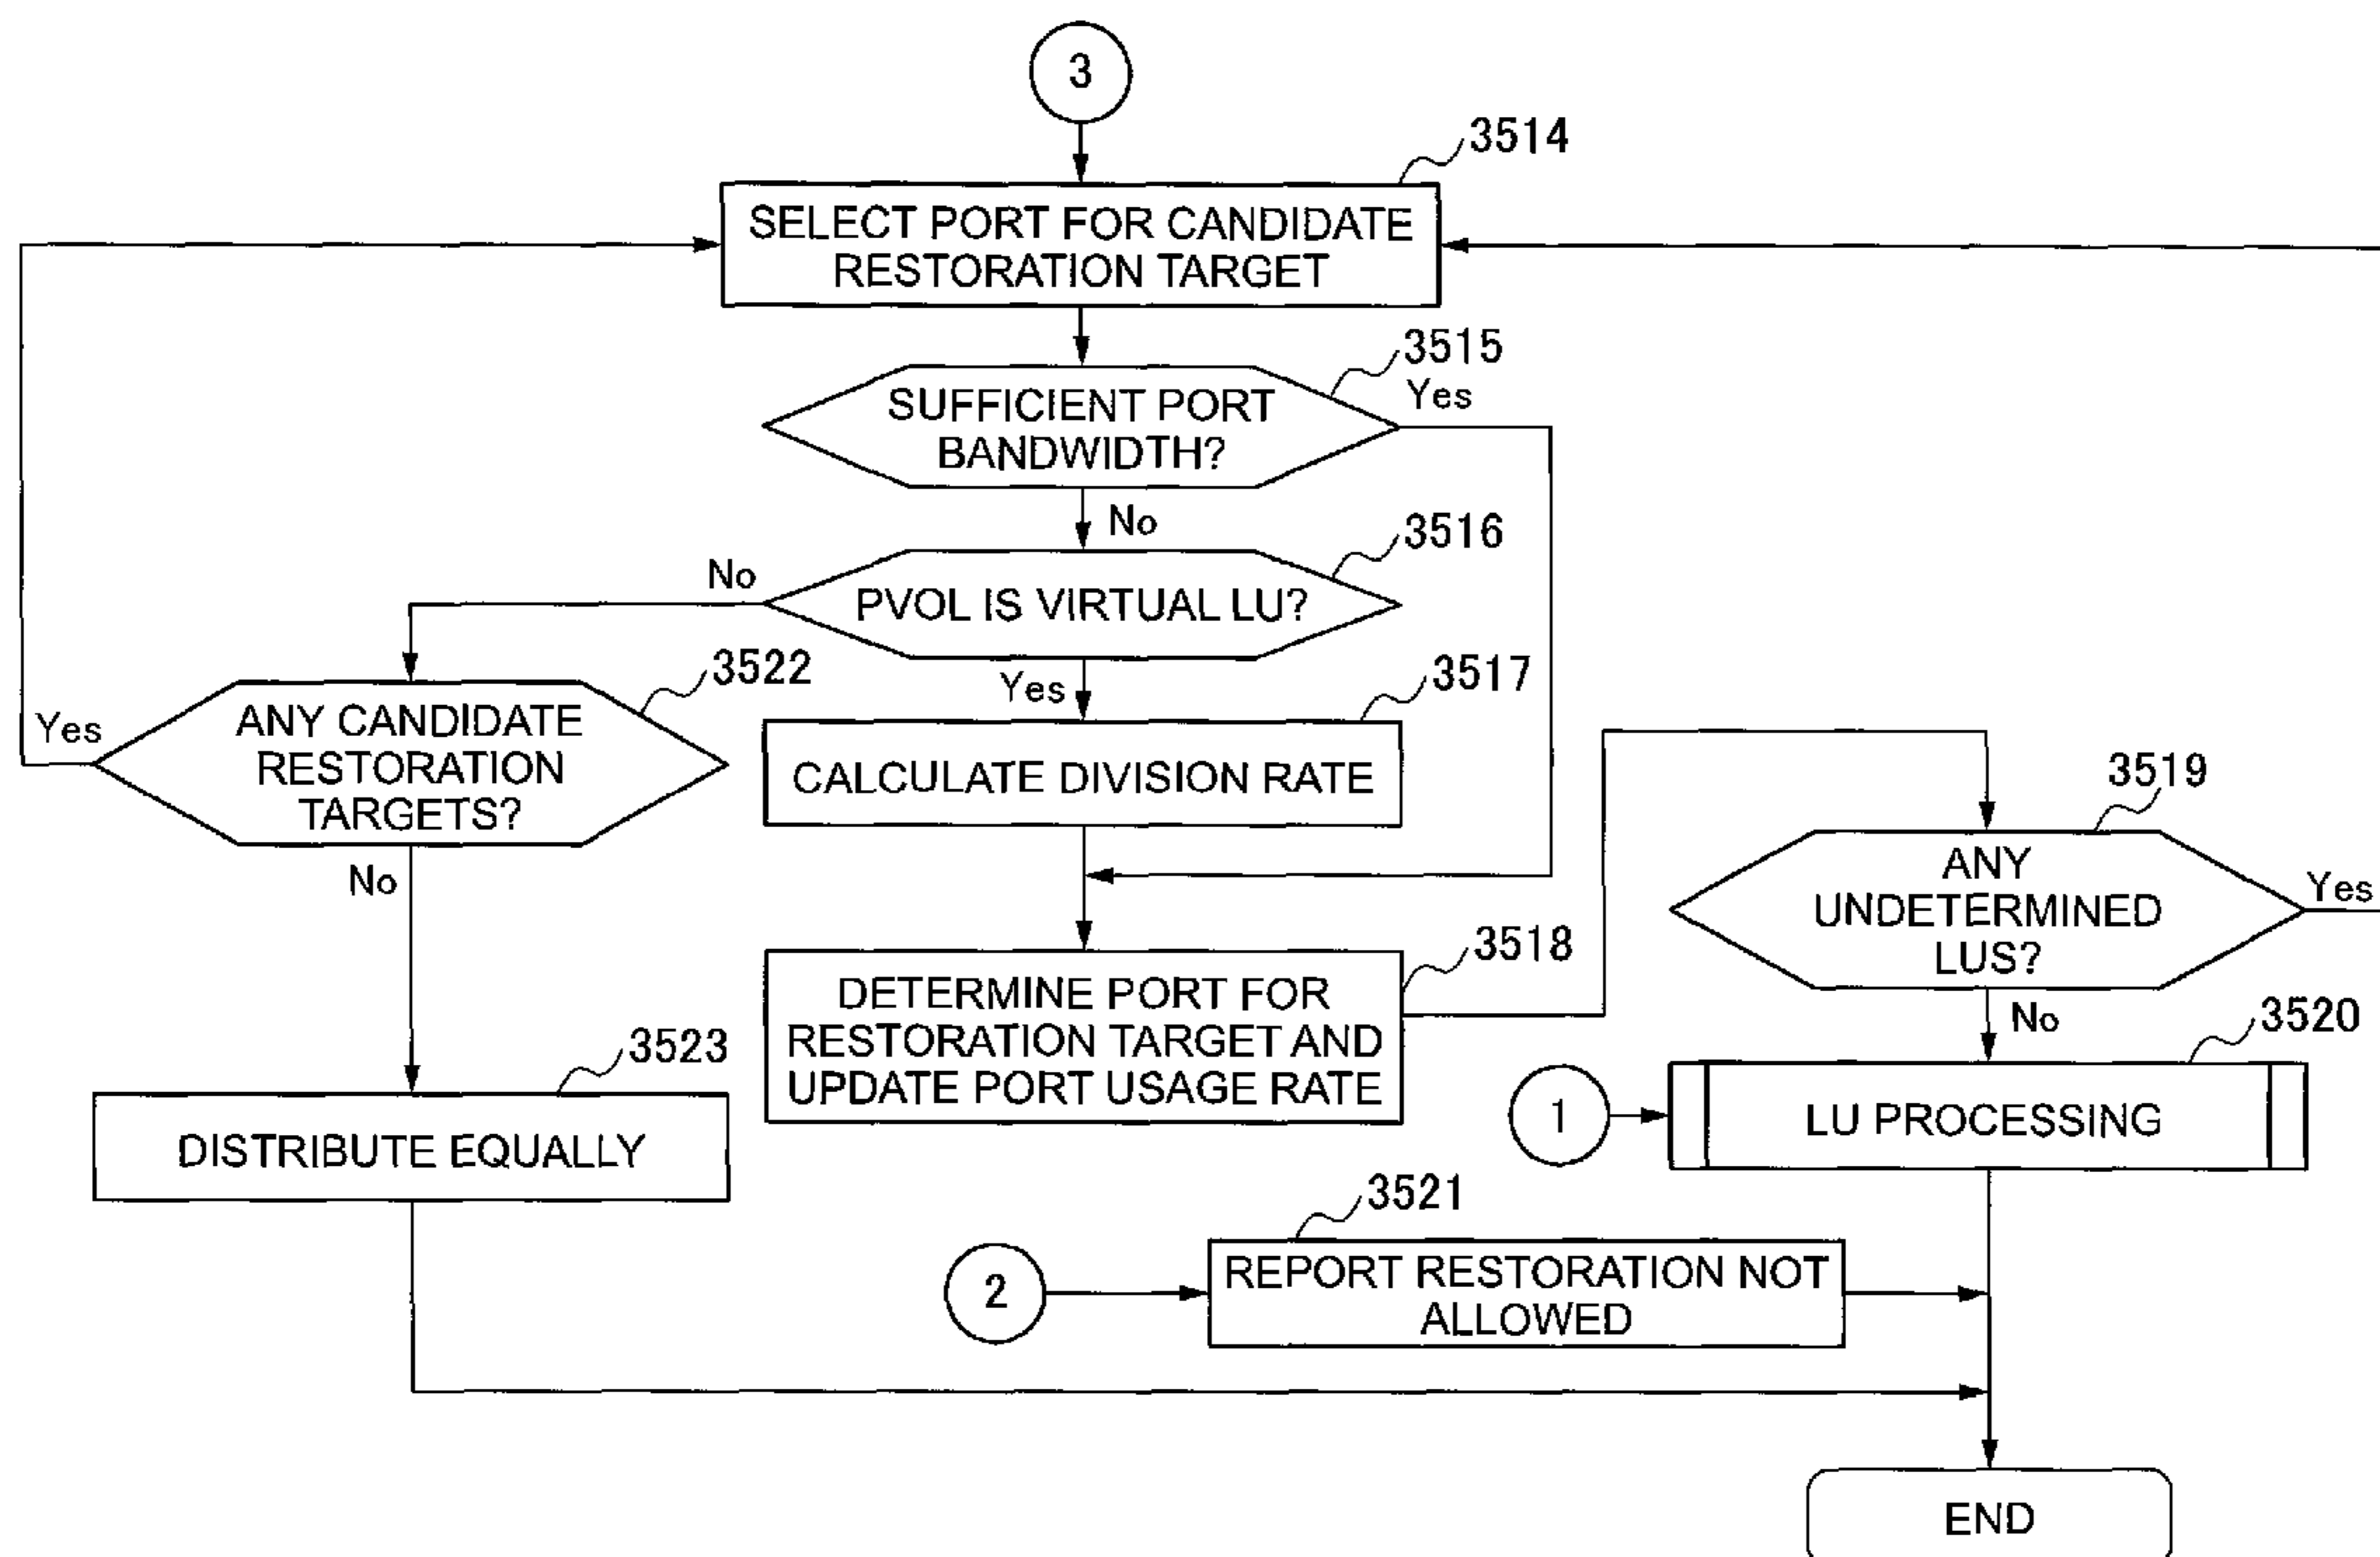 3
3514
SELECT PORT FOR CANDIDATE
RESTORATION TARGET
3515
SUFFICIENT PORT
BANDWIDTH?
Yes
No
3516
PVOL IS VIRTUAL LU?
No
Yes
3522
ANY CANDIDATE
RESTORATION
TARGETS?
Yes
No
3517
CALCULATE DIVISION RATE
3518
DETERMINE PORT FOR
RESTORATION TARGET AND
UPDATE PORT USAGE RATE
3519
ANY
UNDETERMINED
LUS?
Yes
No
3520
1
LU PROCESSING
3523
DISTRIBUTE EQUALLY
3521
2
REPORT RESTORATION NOT
ALLOWED
END